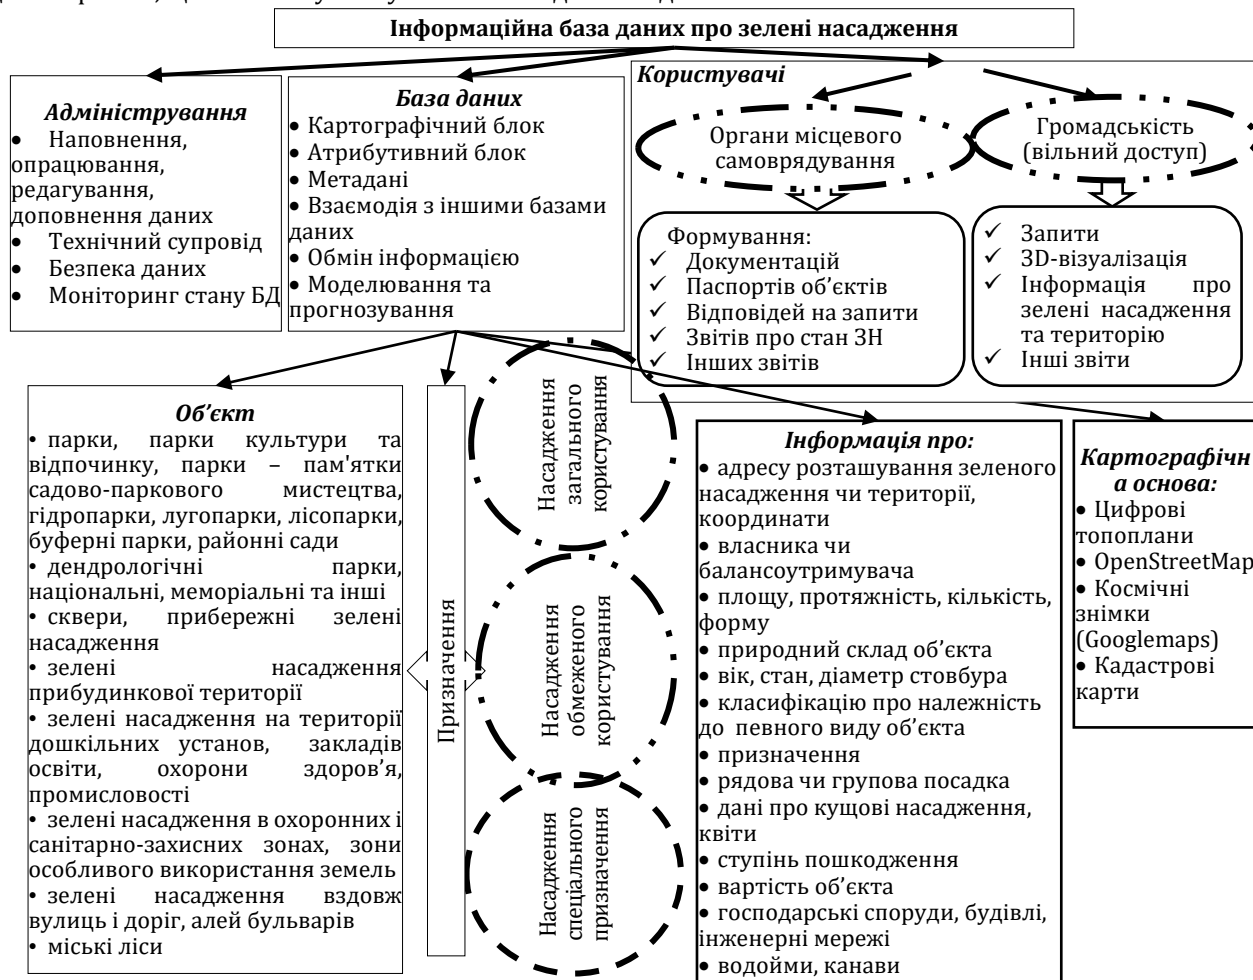 Інформаційна база даних про зелені насадження
Адміністрування
• Наповнення,
опрацювання,
редагування,
доповнення даних
• Технічний супровід
• Безпека даних
• Моніторинг стану БД
База даних
• Картографічний блок
• Атрибутивний блок
• Метадані
• Взаємодія з іншими базами
даних
• Обмін інформацією
• Моделювання та
прогнозування
Користувачі
Органи місцевого
самоврядування
Громадськість
(вільний доступ)
Формування:
✓ Документацій
✓ Паспортів об’єктів
✓ Відповідей на запити
✓ Звітів про стан ЗН
✓ Інших звітів
✓ Запити
✓ 3D-візуалізація
✓ Інформація про
зелені насадження
та територію
✓ Інші звіти
Об’єкт
• парки, парки культури та
відпочинку, парки – пам'ятки
садово-паркового мистецтва,
гідропарки, лугопарки, лісопарки,
буферні парки, районні сади
• дендрологічні парки,
національні, меморіальні та інші
• сквери, прибережні зелені
насадження
• зелені насадження
прибудинкової території
• зелені насадження на території
дошкільних установ, закладів
освіти, охорони здоров’я,
промисловості
• зелені насадження в охоронних і
санітарно-захисних зонах, зони
особливого використання земель
• зелені насадження вздовж
вулиць і доріг, алей бульварів
• міські ліси
Призначення
Насадження
загального
користування
Насадження
обмеженого
користування
Насадження
спеціального
призначення
Інформація про:
• адресу розташування зеленого
насадження чи території,
координати
• власника чи
балансоутримувача
• площу, протяжність, кількість,
форму
• природний склад об’єкта
• вік, стан, діаметр стовбура
• класифікацію про належність
до певного виду об’єкта
• призначення
• рядова чи групова посадка
• дані про кущові насадження,
квіти
• ступінь пошкодження
• вартість об’єкта
• господарські споруди, будівлі,
інженерні мережі
• водойми, канави
Картографічн
а основа:
• Цифрові
топоплани
• OpenStreetMap
• Космічні
знімки
(Googlemaps)
• Кадастрові
карти